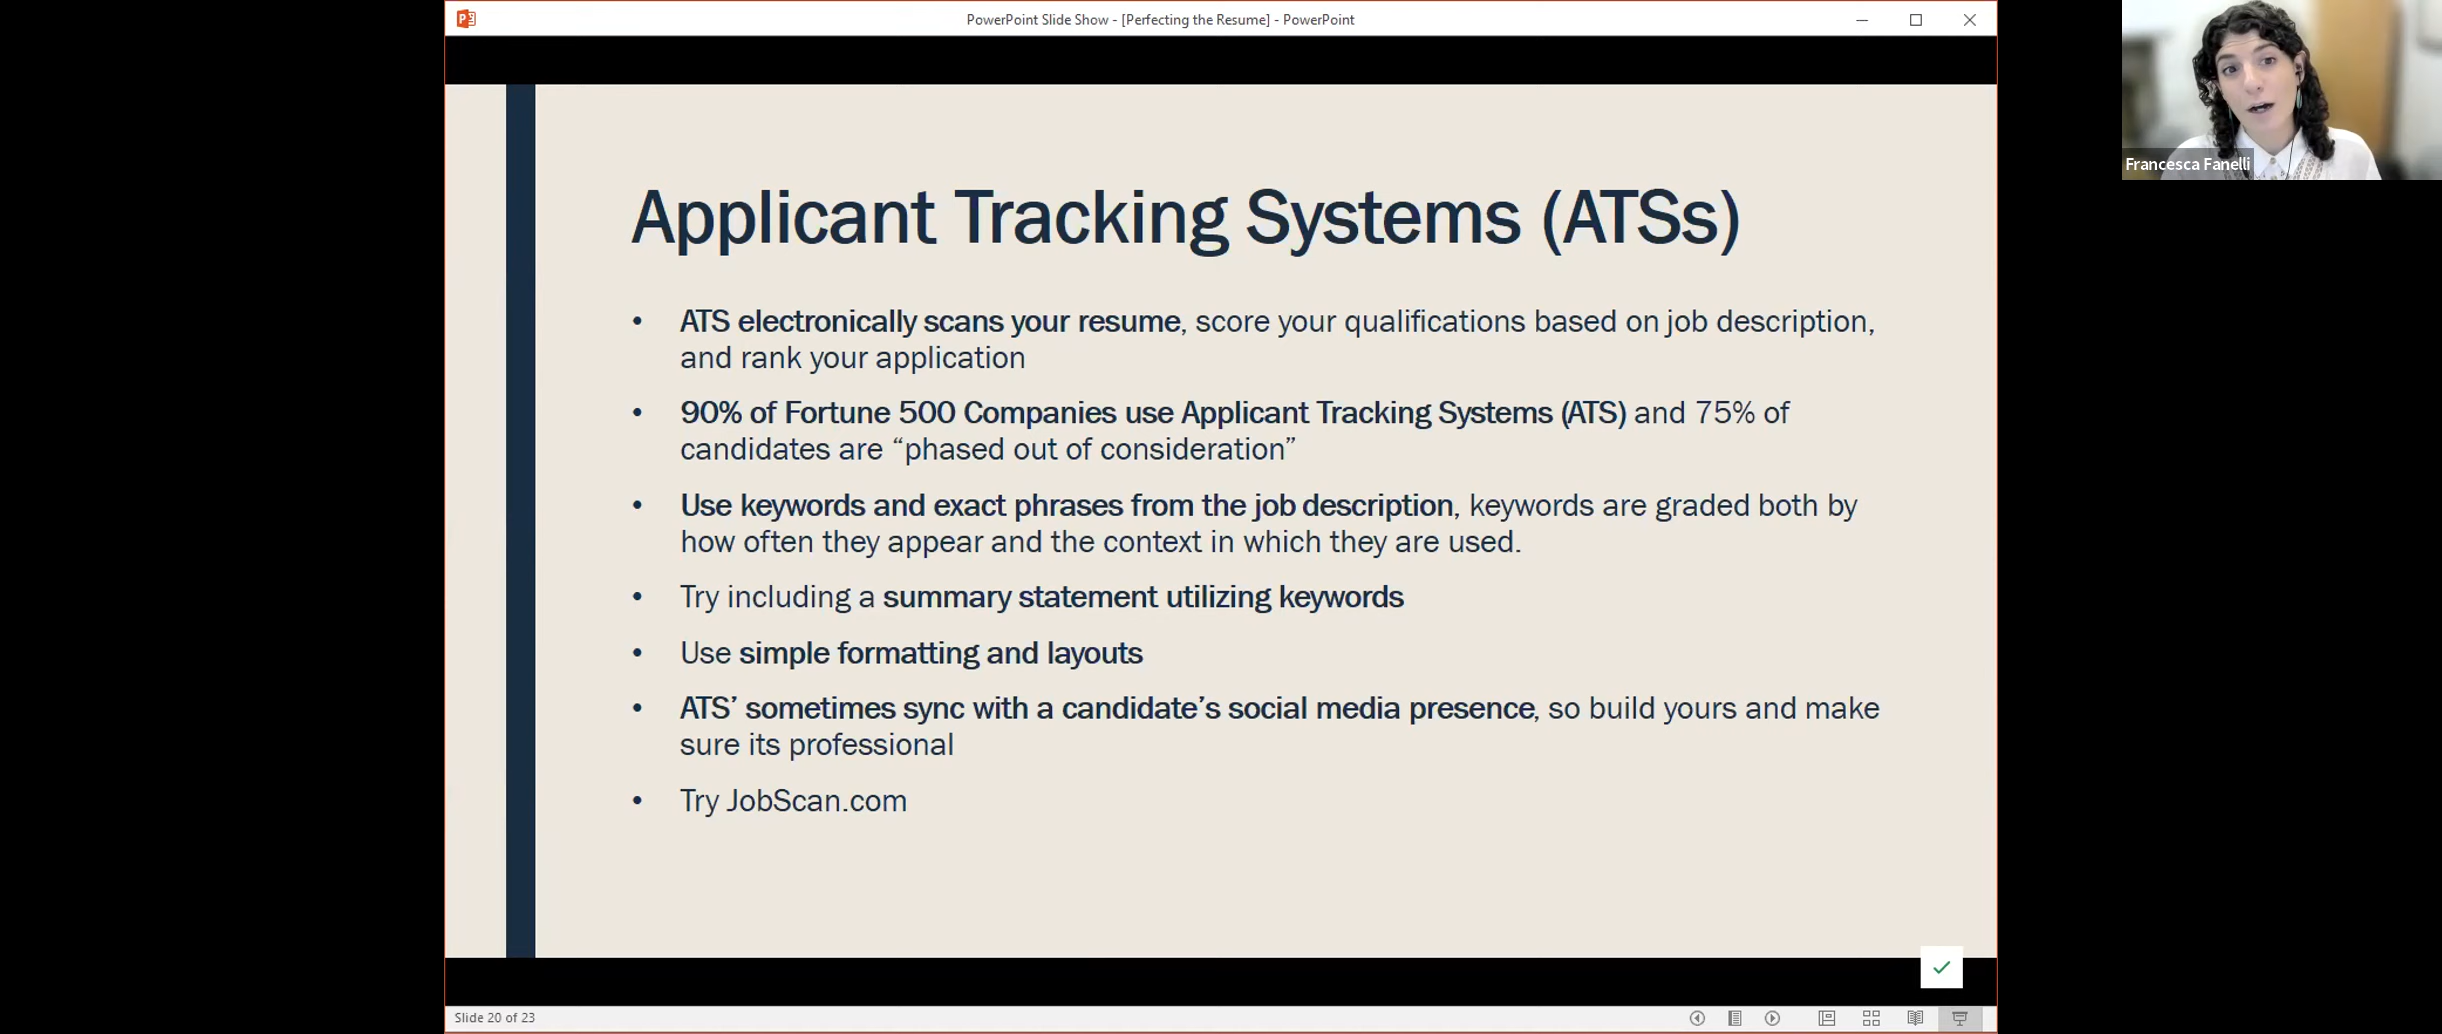 PowerPoint Slide Show - [Perfecting the Resume] - PowerPoint
Francesca Fanelli
Applicant Tracking Systems (ATSs)
• ATS electronically scans your resume, score your qualifications based on job description,
and rank your application
• 90% of Fortune 500 Companies use Applicant Tracking Systems (ATS) and 75% of
candidates are “phased out of consideration”
• Use keywords and exact phrases from the job description, keywords are graded both by
how often they appear and the context in which they are used.
• Try including a summary statement utilizing keywords
• Use simple formatting and layouts
• ATS’ sometimes sync with a candidate’s social media presence, so build yours and make
sure its professional
• Try JobScan.com
Slide 20 of 23